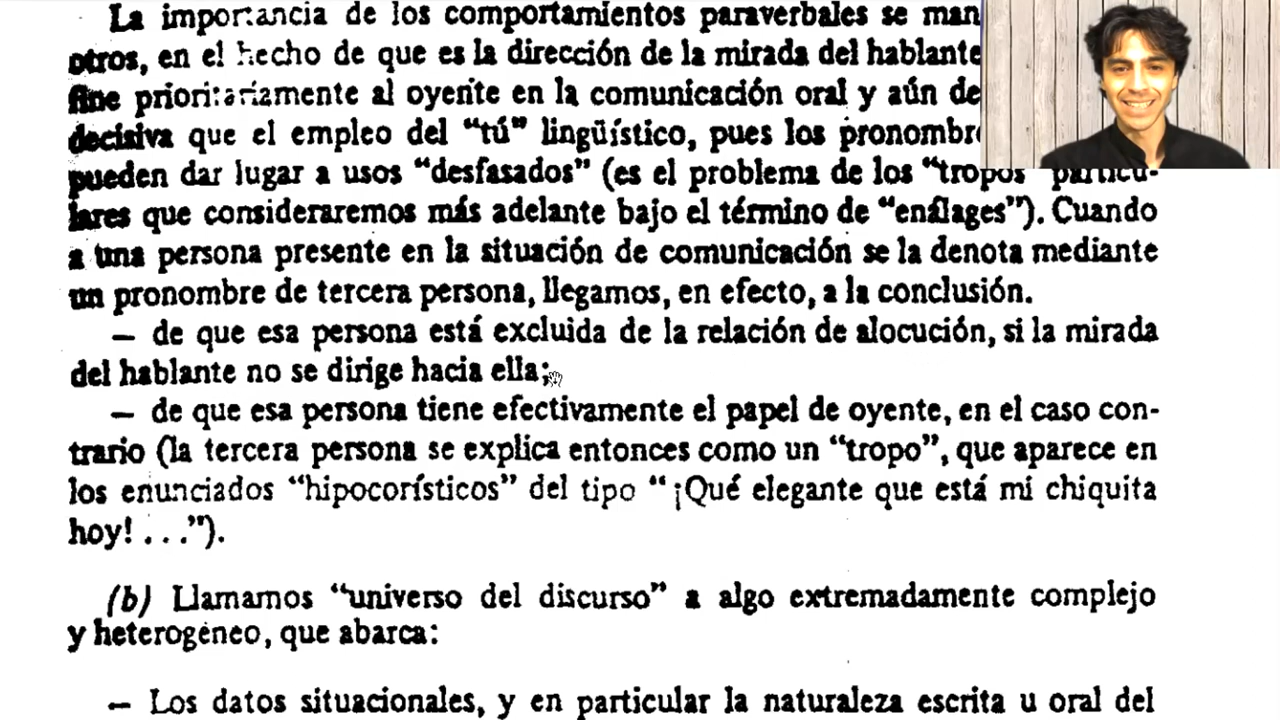 La importancia de los comportamientos paraverbales se man
otros, en el hecho de que es la dirección de la mirada del hablante
fine prioritariamente al oyente en la comunicación oral y aún de
decisiva que el empleo del “tú” lingüístico, pues los pronombr
pueden dar lugar a usos “desfasados” (es el problema de los “tropos” particu-
lares que consideraremos más adelante bajo el término de “enálages”). Cuando
a una persona presente en la situación de comunicación se la denota mediante
un pronombre de tercera persona, llegamos, en efecto, a la conclusión.
— de que esa persona está excluida de la relación de alocución, si la mirada
del hablante no se dirige hacia ella;
— de que esa persona tiene efectivamente el papel de oyente, en el caso con-
trario (la tercera persona se explica entonces como un “tropo”, que aparece en
los enunciados “hipocorísticos” del tipo “¡Qué elegante que está mi chiquita
hoy! . . .”).
(b) Llamamos “universo del discurso” a algo extremadamente complejo
y heterogéneo, que abarca:
— Los datos situacionales, y en particular la naturaleza escrita u oral del